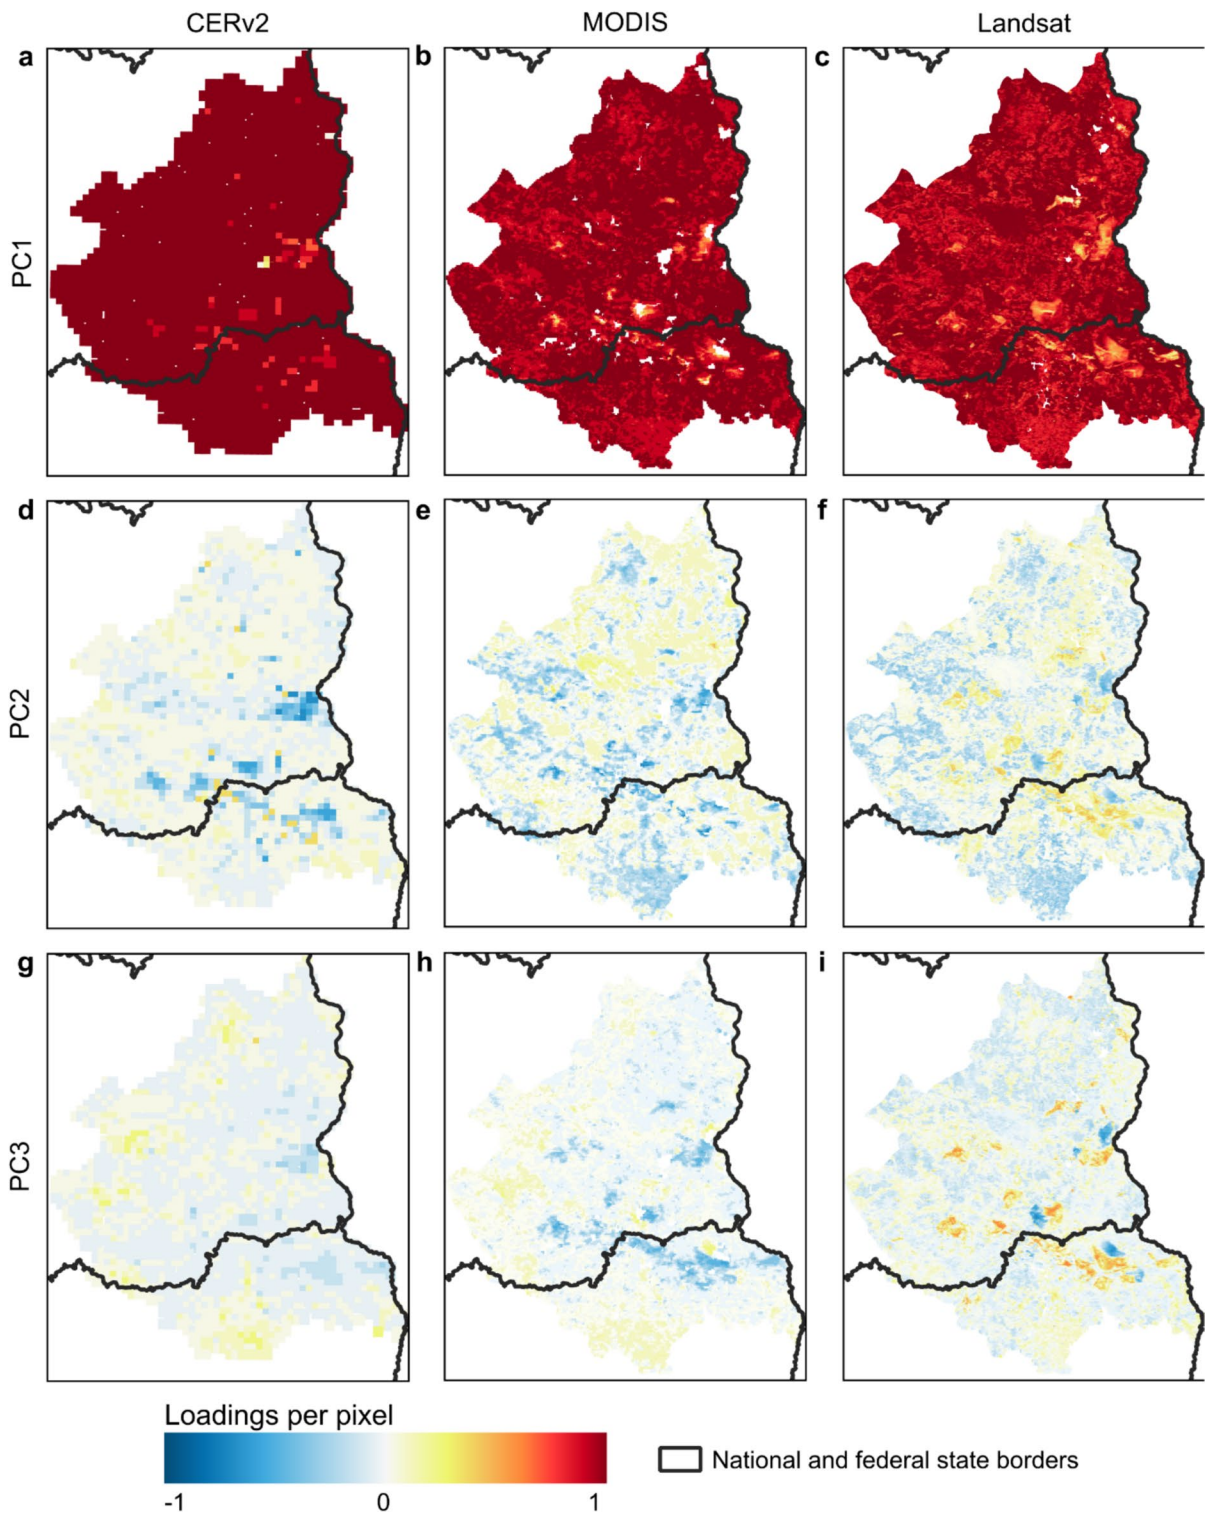 CERv2
MODIS
Landsat
a
b
c
PC1
d
e
f
PC2
g
h
i
PC3
Loadings per pixel
-1
0
1
National and federal state borders